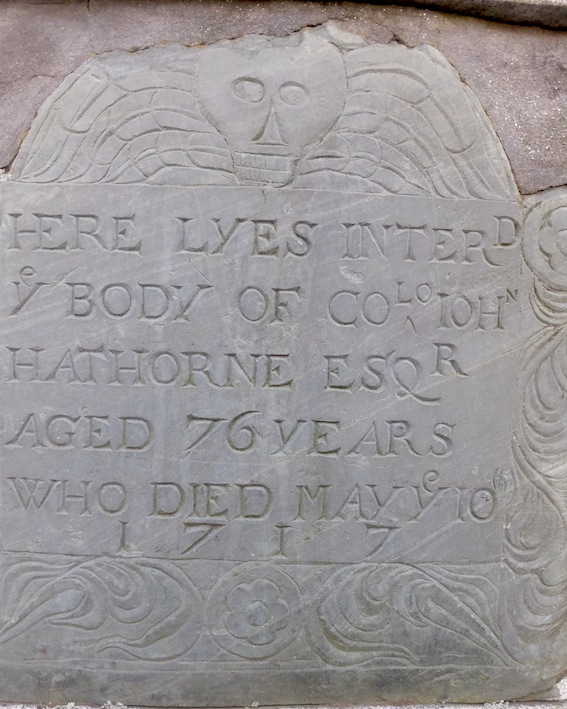 HERE LYES INTERᴰ
yᵉ BODY OF COˡᵒ IOHᴺ
HATHORNE ESQᴿ
AGED 76 YEARS
WHO DIED MAY yᵉ 10ᵗʰ
1717